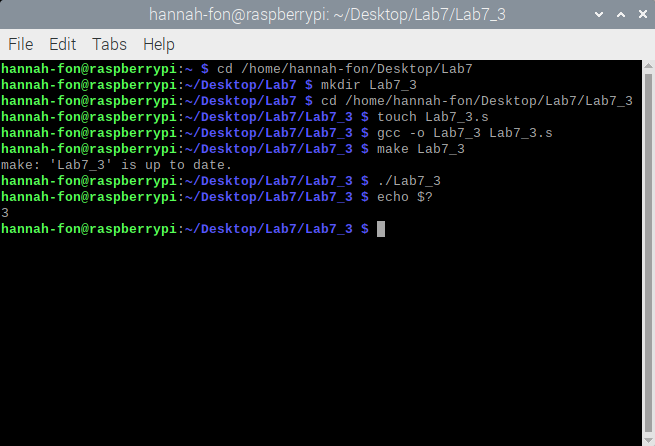 hannah-fon@raspberrypi: ~/Desktop/Lab7/Lab7_3
File Edit Tabs Help
hannah-fon@raspberrypi:~ $ cd /home/hannah-fon/Desktop/Lab7
hannah-fon@raspberrypi:~/Desktop/Lab7 $ mkdir Lab7_3
hannah-fon@raspberrypi:~/Desktop/Lab7 $ cd /home/hannah-fon/Desktop/Lab7/Lab7_3
hannah-fon@raspberrypi:~/Desktop/Lab7/Lab7_3 $ touch Lab7_3.s
hannah-fon@raspberrypi:~/Desktop/Lab7/Lab7_3 $ gcc -o Lab7_3 Lab7_3.s
hannah-fon@raspberrypi:~/Desktop/Lab7/Lab7_3 $ make Lab7_3
make: 'Lab7_3' is up to date.
hannah-fon@raspberrypi:~/Desktop/Lab7/Lab7_3 $ ./Lab7_3
hannah-fon@raspberrypi:~/Desktop/Lab7/Lab7_3 $ echo $?
3
hannah-fon@raspberrypi:~/Desktop/Lab7/Lab7_3 $